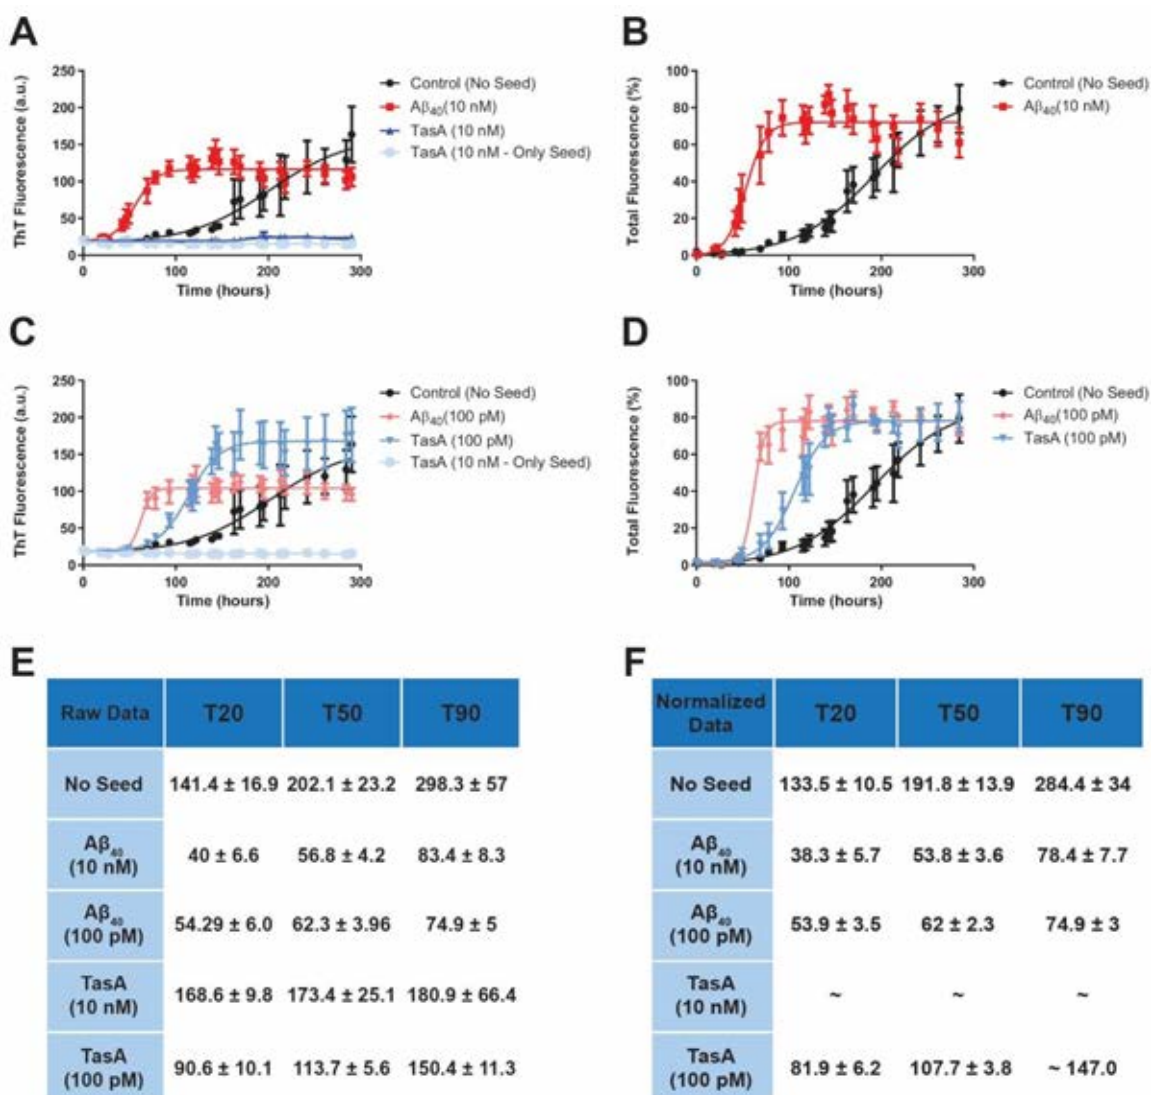 A
250
200
150
100
50
0
ThT Fluorescence (a.u.)
0 100 200 300
Time (hours)
Control (No Seed)
Aβ40(10 nM)
TasA (10 nM)
TasA (10 nM - Only Seed)
B
100
80
60
40
20
0
Total Fluorescence (%)
0 100 200 300
Time (hours)
Control (No Seed)
Aβ40(10 nM)
C
250
200
150
100
50
0
ThT Fluorescence (a.u.)
0 100 200 300
Time (hours)
Control (No Seed)
Aβ40(100 pM)
TasA (100 pM)
TasA (10 nM - Only Seed)
D
100
80
60
40
20
0
Total Fluorescence (%)
0 100 200 300
Time (hours)
Control (No Seed)
Aβ40(100 pM)
TasA (100 pM)
E
Raw Data T20 T50 T90
No Seed 141.4 ± 16.9 202.1 ± 23.2 298.3 ± 57
Aβ40
(10 nM) 40 ± 6.6 56.8 ± 4.2 83.4 ± 8.3
Aβ40
(100 pM) 54.29 ± 6.0 62.3 ± 3.96 74.9 ± 5
TasA
(10 nM) 168.6 ± 9.8 173.4 ± 25.1 180.9 ± 66.4
TasA
(100 pM) 90.6 ± 10.1 113.7 ± 5.6 150.4 ± 11.3
F
Normalized
Data T20 T50 T90
No Seed 133.5 ± 10.5 191.8 ± 13.9 284.4 ± 34
Aβ40
(10 nM) 38.3 ± 5.7 53.8 ± 3.6 78.4 ± 7.7
Aβ40
(100 pM) 53.9 ± 3.5 62 ± 2.3 74.9 ± 3
TasA
(10 nM) ~ ~ ~
TasA
(100 pM) 81.9 ± 6.2 107.7 ± 3.8 ~ 147.0